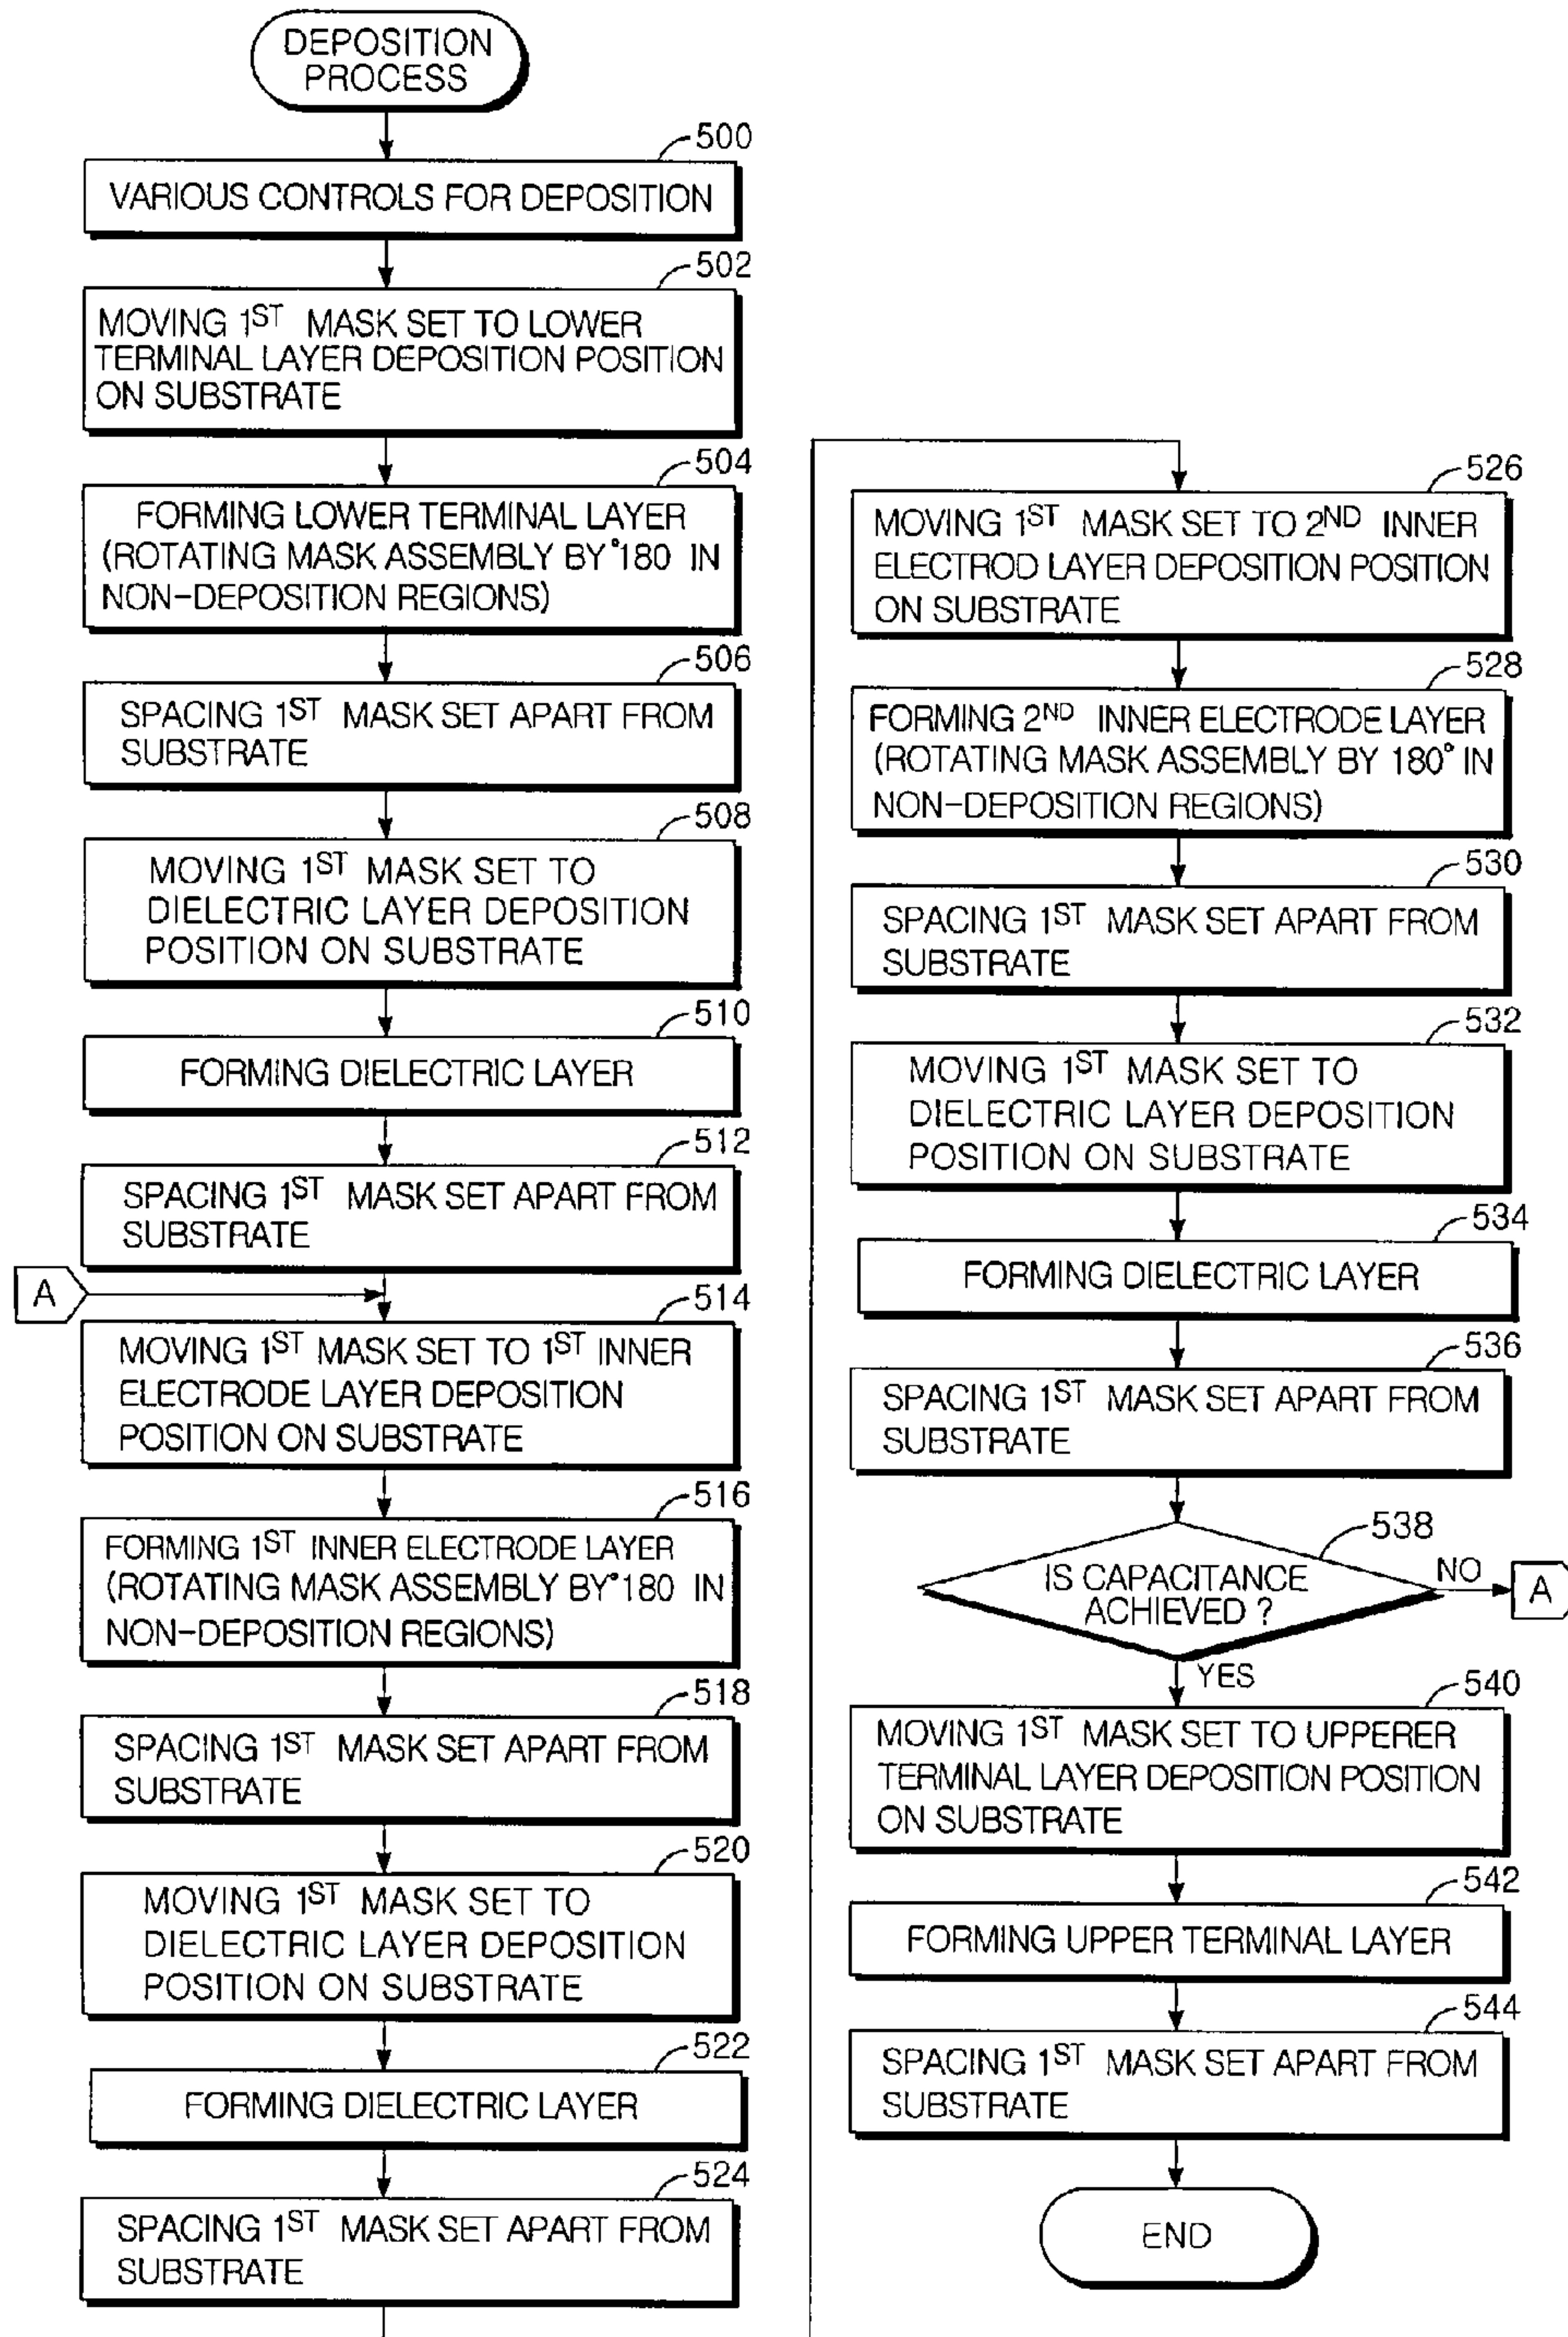 DEPOSITION
PROCESS
500
VARIOUS CONTROLS FOR DEPOSITION
502
MOVING 1ST MASK SET TO LOWER
TERMINAL LAYER DEPOSITION POSITION
ON SUBSTRATE
504
FORMING LOWER TERMINAL LAYER
(ROTATING MASK ASSEMBLY BY°180 IN
NON-DEPOSITION REGIONS)
506
SPACING 1ST MASK SET APART FROM
SUBSTRATE
508
MOVING 1ST MASK SET TO
DIELECTRIC LAYER DEPOSITION
POSITION ON SUBSTRATE
510
FORMING DIELECTRIC LAYER
512
SPACING 1ST MASK SET APART FROM
SUBSTRATE
A
514
MOVING 1ST MASK SET TO 1ST INNER
ELECTRODE LAYER DEPOSITION
POSITION ON SUBSTRATE
516
FORMING 1ST INNER ELECTRODE LAYER
(ROTATING MASK ASSEMBLY BY°180 IN
NON-DEPOSITION REGIONS)
518
SPACING 1ST MASK SET APART FROM
SUBSTRATE
520
MOVING 1ST MASK SET TO
DIELECTRIC LAYER DEPOSITION
POSITION ON SUBSTRATE
522
FORMING DIELECTRIC LAYER
524
SPACING 1ST MASK SET APART FROM
SUBSTRATE
526
MOVING 1ST MASK SET TO 2ND INNER
ELECTROD LAYER DEPOSITION POSITION
ON SUBSTRATE
528
FORMING 2ND INNER ELECTRODE LAYER
(ROTATING MASK ASSEMBLY BY 180° IN
NON-DEPOSITION REGIONS)
530
SPACING 1ST MASK SET APART FROM
SUBSTRATE
532
MOVING 1ST MASK SET TO
DIELECTRIC LAYER DEPOSITION
POSITION ON SUBSTRATE
534
FORMING DIELECTRIC LAYER
536
SPACING 1ST MASK SET APART FROM
SUBSTRATE
538
IS CAPACITANCE
ACHIEVED ?
NO
A
YES
540
MOVING 1ST MASK SET TO UPPERER
TERMINAL LAYER DEPOSITION POSITION
ON SUBSTRATE
542
FORMING UPPER TERMINAL LAYER
544
SPACING 1ST MASK SET APART FROM
SUBSTRATE
END